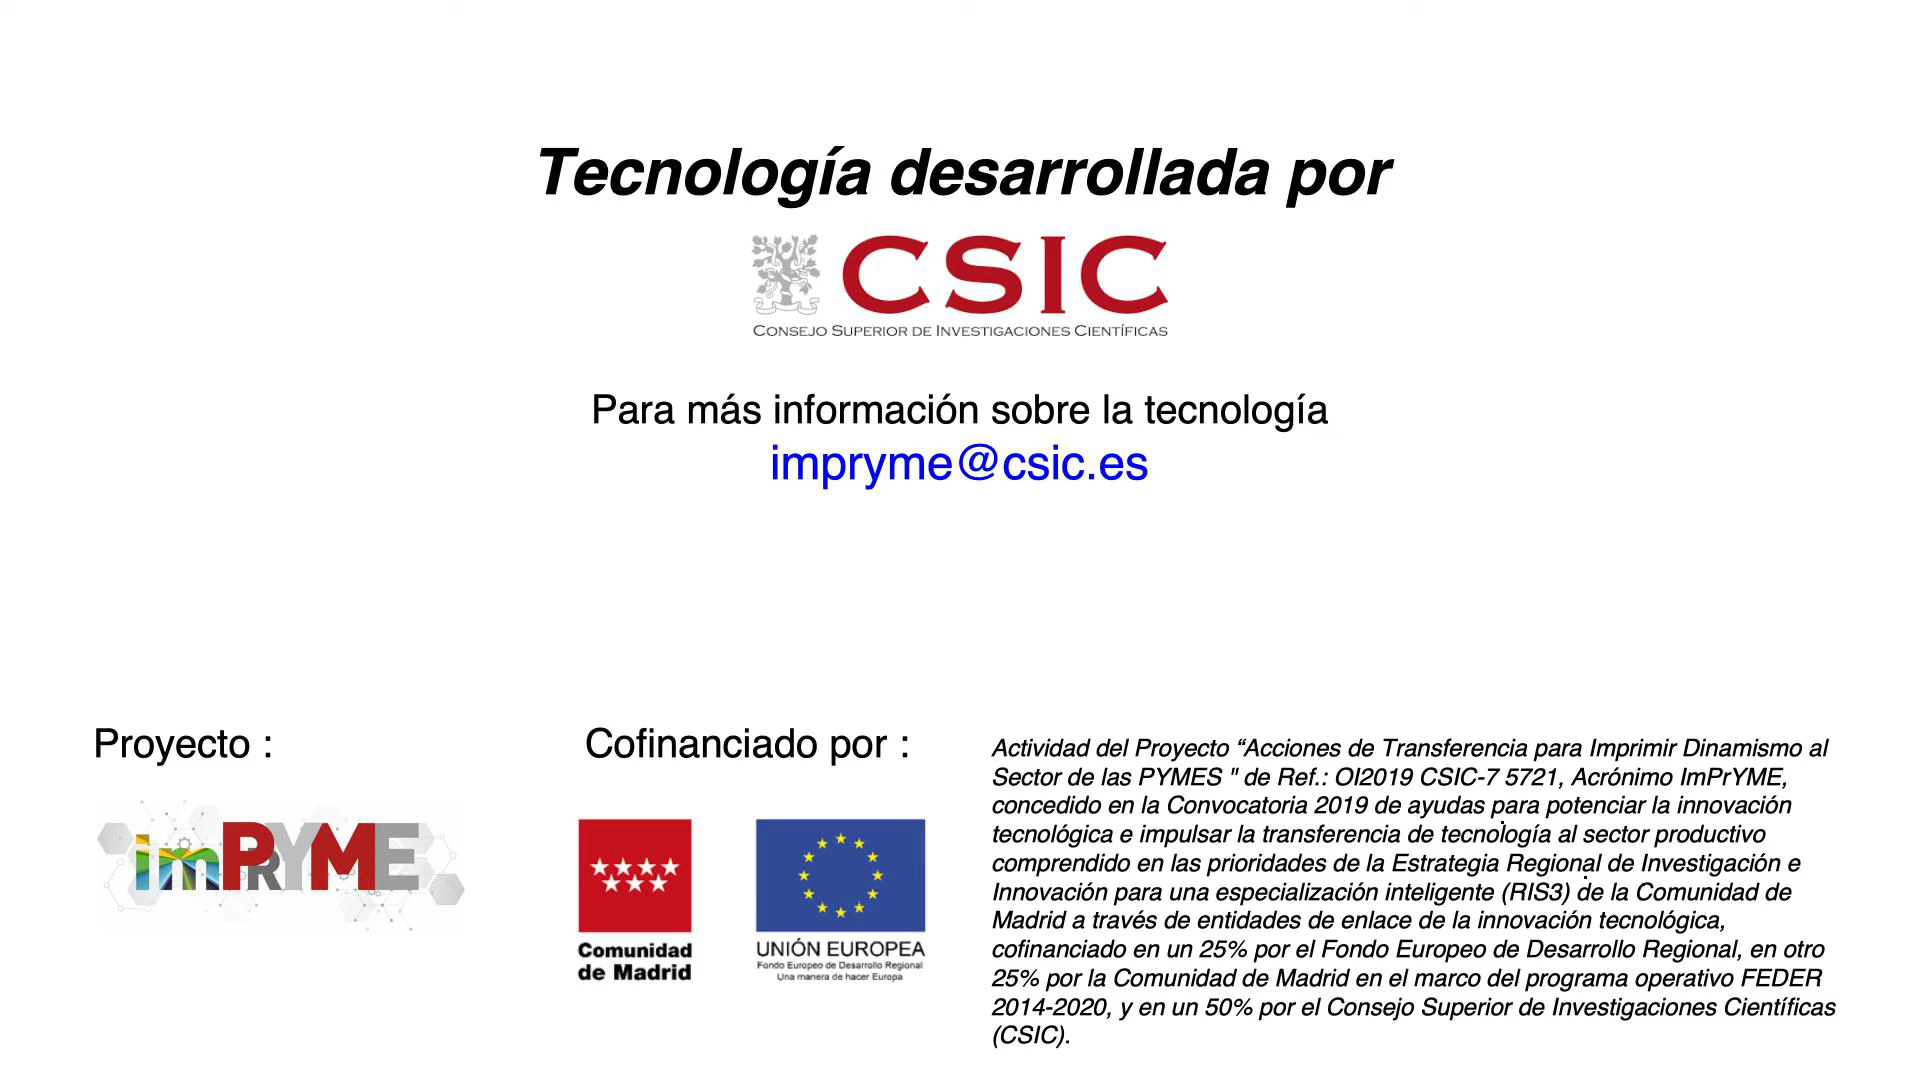 Tecnología desarrollada por
CSIC
CONSEJO SUPERIOR DE INVESTIGACIONES CIENTÍFICAS
Para más información sobre la tecnología
impryme@csic.es
Proyecto :
imPRYME
Cofinanciado por :
Comunidad
de Madrid
UNIÓN EUROPEA
Fondo Europeo de Desarrollo Regional
Una manera de hacer Europa
Actividad del Proyecto “Acciones de Transferencia para Imprimir Dinamismo al
Sector de las PYMES " de Ref.: OI2019 CSIC-7 5721, Acrónimo ImPrYME,
concedido en la Convocatoria 2019 de ayudas para potenciar la innovación
tecnológica e impulsar la transferencia de tecnología al sector productivo
comprendido en las prioridades de la Estrategia Regional de Investigación e
Innovación para una especialización inteligente (RIS3) de la Comunidad de
Madrid a través de entidades de enlace de la innovación tecnológica,
cofinanciado en un 25% por el Fondo Europeo de Desarrollo Regional, en otro
25% por la Comunidad de Madrid en el marco del programa operativo FEDER
2014-2020, y en un 50% por el Consejo Superior de Investigaciones Científicas
(CSIC).